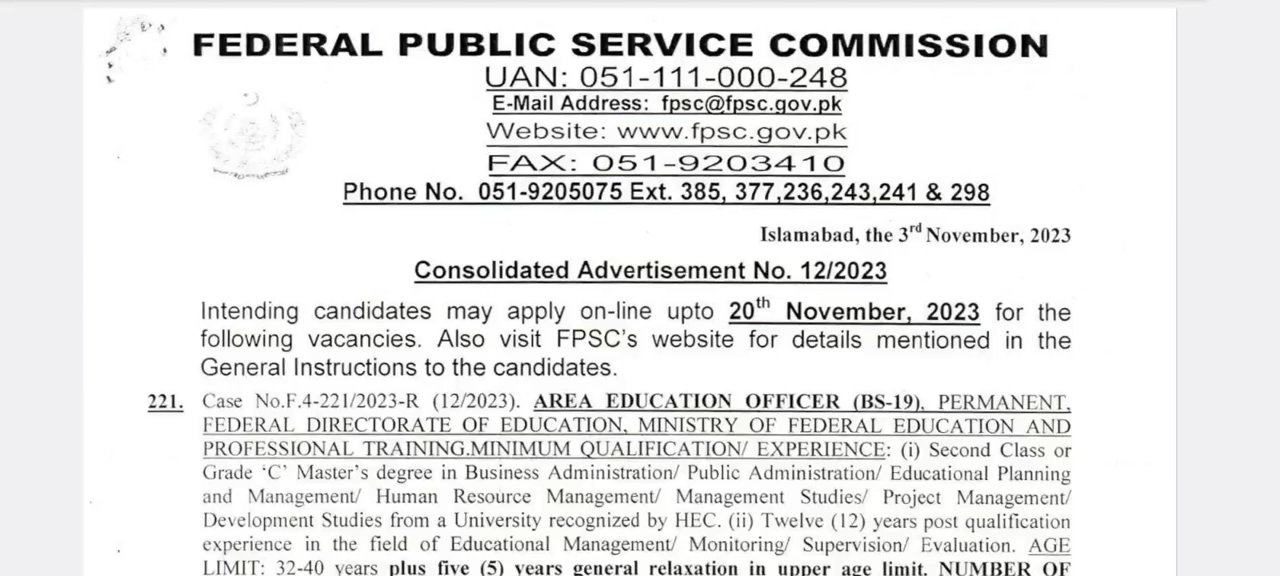 FEDERAL PUBLIC SERVICE COMMISSION
UAN: 051-111-000-248
E-Mail Address: fpsc@fpsc.gov.pk
Website: www.fpsc.gov.pk
FAX: 051-9203410
Phone No. 051-9205075 Ext. 385, 377,236,243,241 & 298
Islamabad, the 3rd November, 2023
Consolidated Advertisement No. 12/2023
Intending candidates may apply on-line upto 20th November, 2023 for the
following vacancies. Also visit FPSC's website for details mentioned in the
General Instructions to the candidates.
221. Case No.F.4-221/2023-R (12/2023). AREA EDUCATION OFFICER (BS-19), PERMANENT,
FEDERAL DIRECTORATE OF EDUCATION, MINISTRY OF FEDERAL EDUCATION AND
PROFESSIONAL TRAINING.MINIMUM QUALIFICATION/ EXPERIENCE: (i) Second Class or
Grade 'C' Master's degree in Business Administration/ Public Administration/ Educational Planning
and Management/ Human Resource Management/ Management Studies/ Project Management/
Development Studies from a University recognized by HEC. (ii) Twelve (12) years post qualification
experience in the field of Educational Management/ Monitoring/ Supervision/ Evaluation. AGE
LIMIT: 32-40 years plus five (5) years general relaxation in upper age limit. NUMBER OF